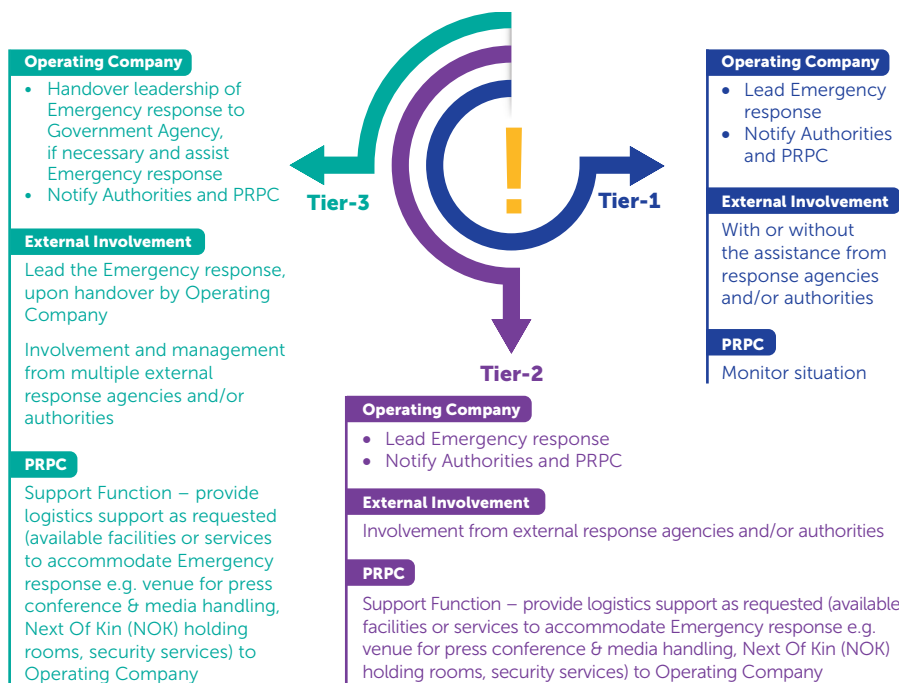 Operating Company
• Handover leadership of
Emergency response to
Government Agency,
if necessary and assist
Emergency response
• Notify Authorities and PRPC
External Involvement
Lead the Emergency response,
upon handover by Operating
Company
Involvement and management
from multiple external
response agencies and/or
authorities
PRPC
Support Function – provide
logistics support as requested
(available facilities or services
to accommodate Emergency
response e.g. venue for press
conference & media handling,
Next Of Kin (NOK) holding
rooms, security services) to
Operating Company
Tier-3
!
Tier-1
Tier-2
Operating Company
• Lead Emergency response
• Notify Authorities and PRPC
External Involvement
Involvement from external response agencies and/or authorities
PRPC
Support Function – provide logistics support as requested (available
facilities or services to accommodate Emergency response e.g.
venue for press conference & media handling, Next Of Kin (NOK)
holding rooms, security services) to Operating Company
Operating Company
• Lead Emergency
response
• Notify Authorities
and PRPC
External Involvement
With or without
the assistance from
response agencies
and/or authorities
PRPC
Monitor situation